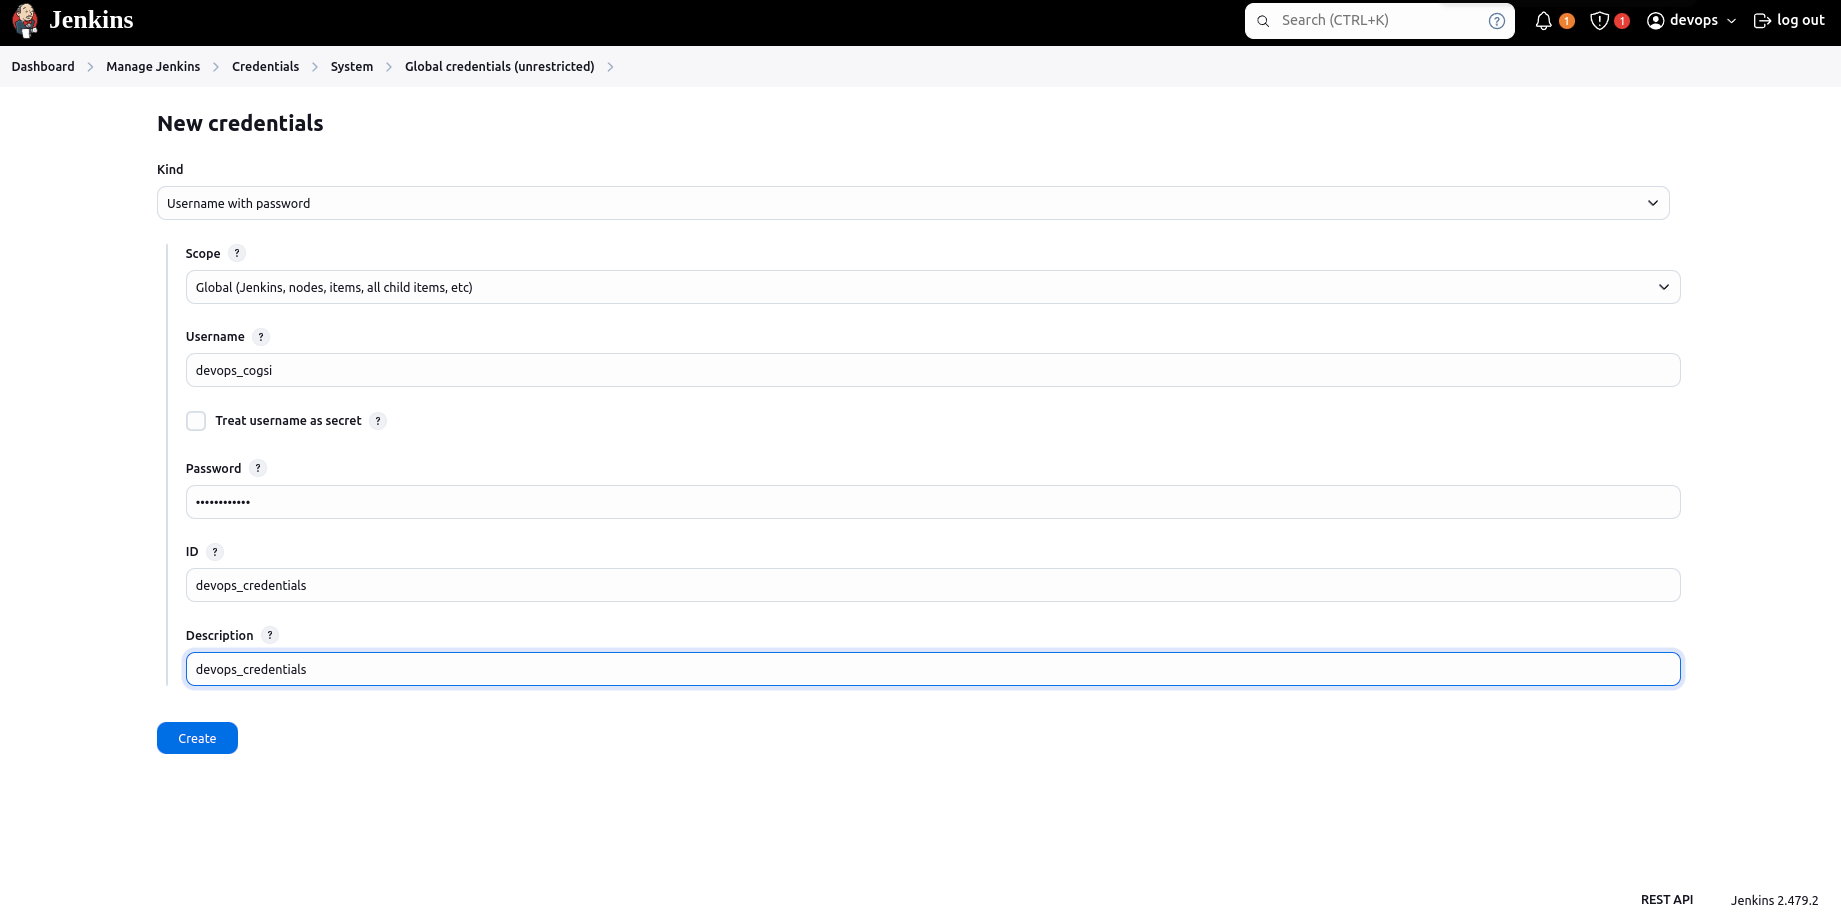 Jenkins
Search (CTRL+K)
?
1
1
devops
log out
Dashboard
Manage Jenkins
Credentials
System
Global credentials (unrestricted)
New credentials
Kind
Username with password
Scope ?
Global (Jenkins, nodes, items, all child items, etc)
Username ?
devops_cogsi
Treat username as secret ?
Password ?
••••••••••••
ID ?
devops_credentials
Description ?
devops_credentials
Create
REST API
Jenkins 2.479.2